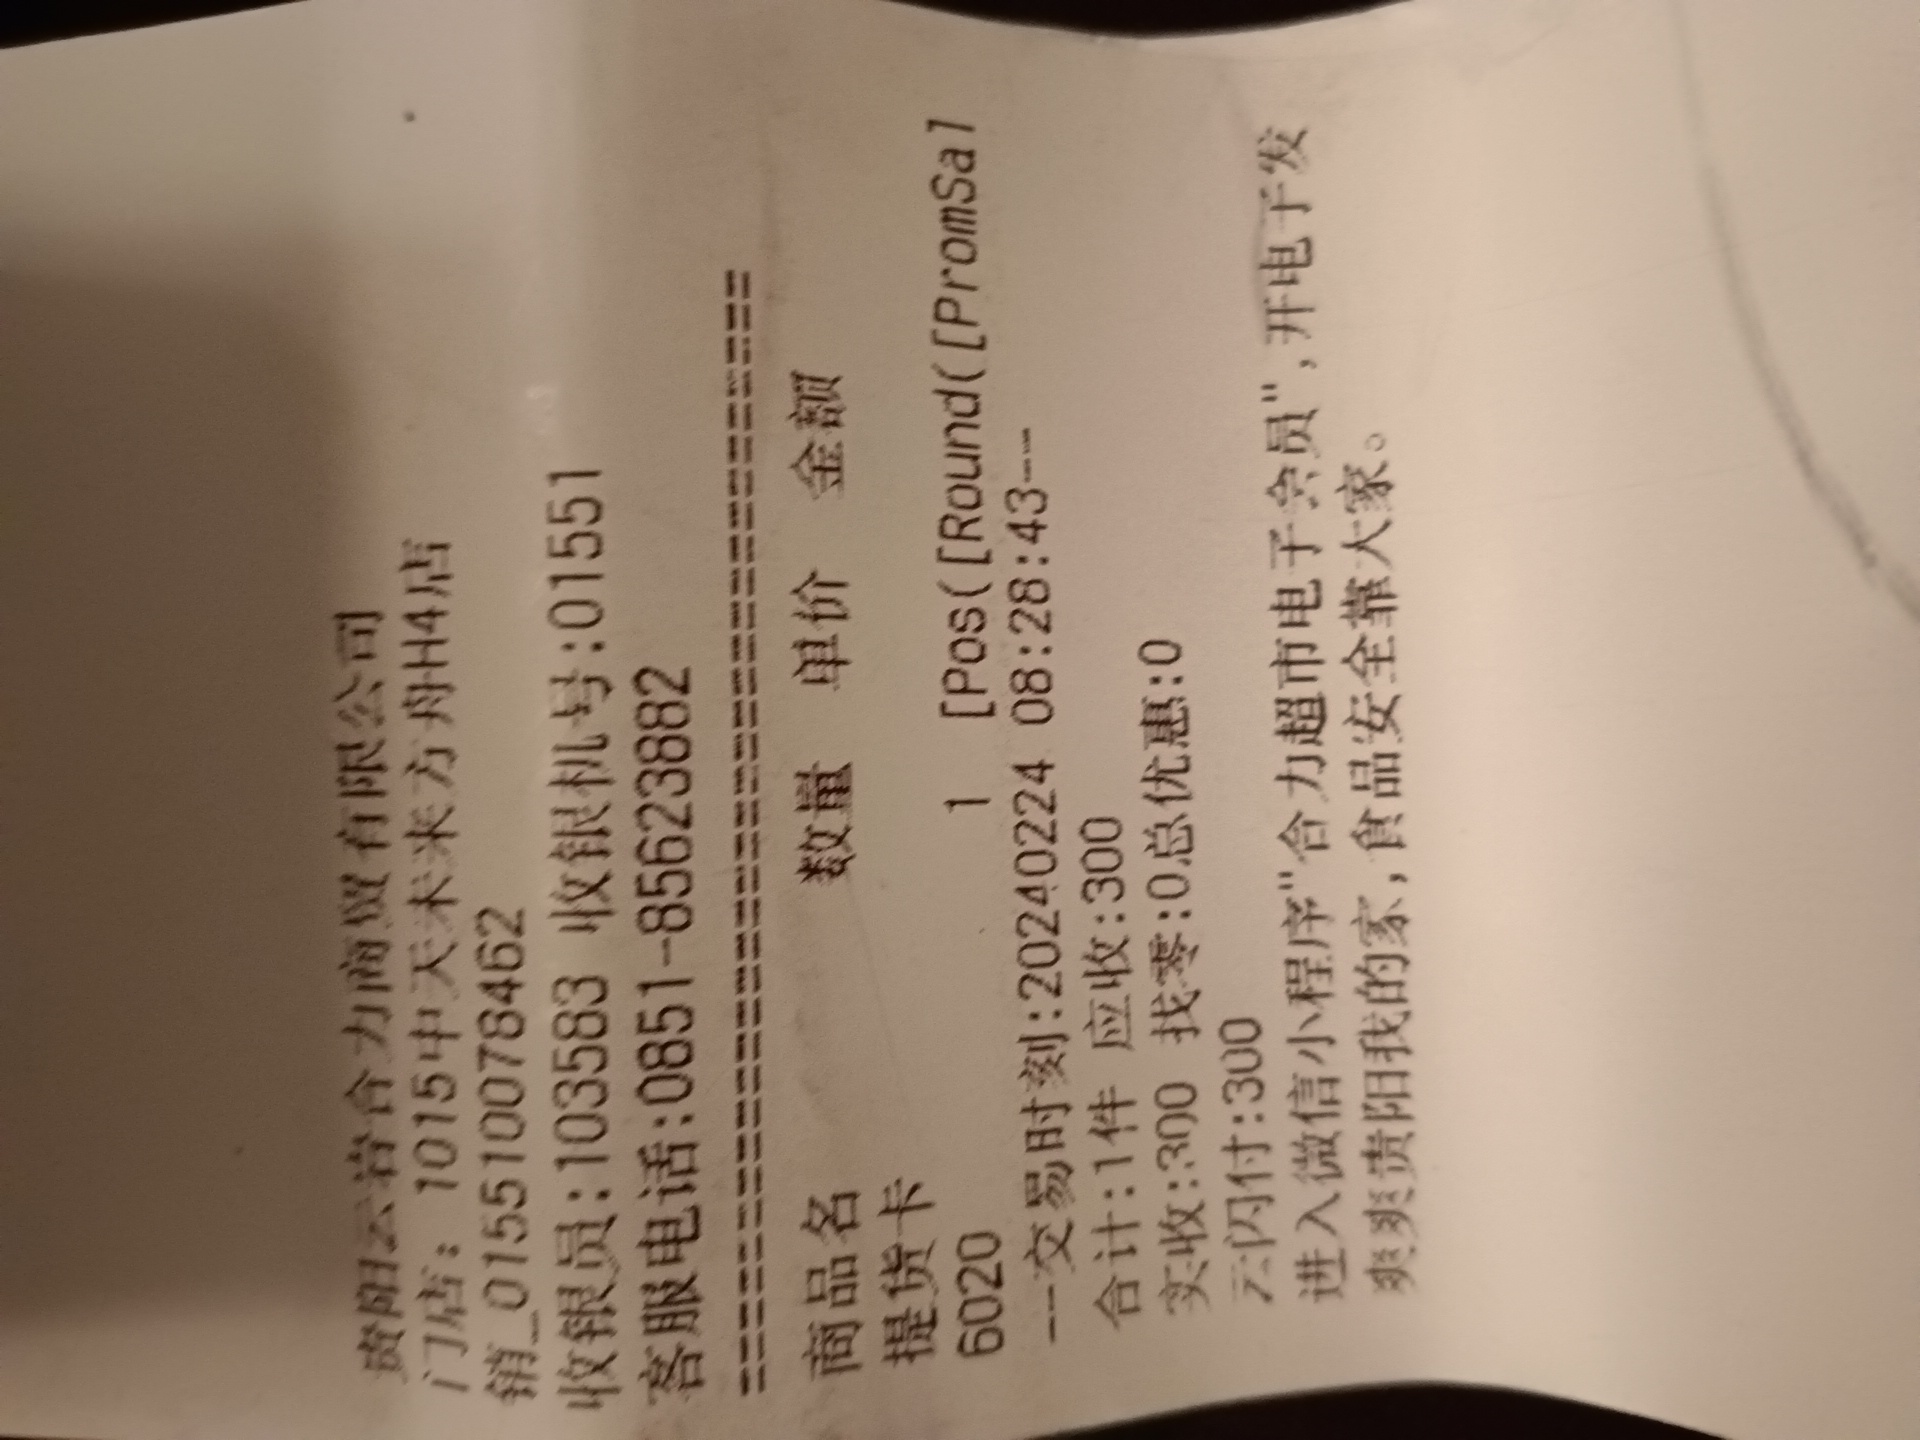 贵阳云岩合力商贸有限公司
门店：1015中天未来方舟H4店
销_01551007​8462
收银员:103583 收银机号:01551
客服电话:0851-85623882
========================================
商品名 数量 单价 金额
提货卡
6020 1 [Pos([Round([PromSal
--交易时刻:20240224 08:28:43--
合计:1件 应收:300
实收:300 找零:0总优惠:0
云闪付:300
进入微信小程序"合力超市电子会员",开电子发
爽爽贵阳我的家,食品安全靠大家。